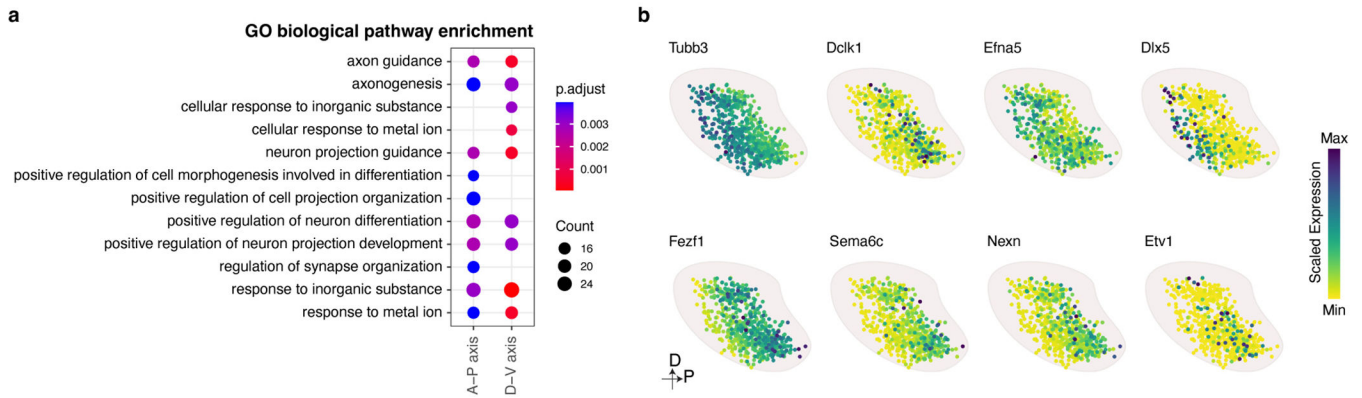 a
GO biological pathway enrichment
axon guidance
axonogenesis
cellular response to inorganic substance
cellular response to metal ion
neuron projection guidance
positive regulation of cell morphogenesis involved in differentiation
positive regulation of cell projection organization
positive regulation of neuron differentiation
positive regulation of neuron projection development
regulation of synapse organization
response to inorganic substance
response to metal ion
A–P axis
D–V axis
p.adjust
0.003
0.002
0.001
Count
16
20
24
b
Tubb3
Dclk1
Efna5
Dlx5
Fezf1
Sema6c
Nexn
Etv1
D
P
Max
Scaled Expression
Min